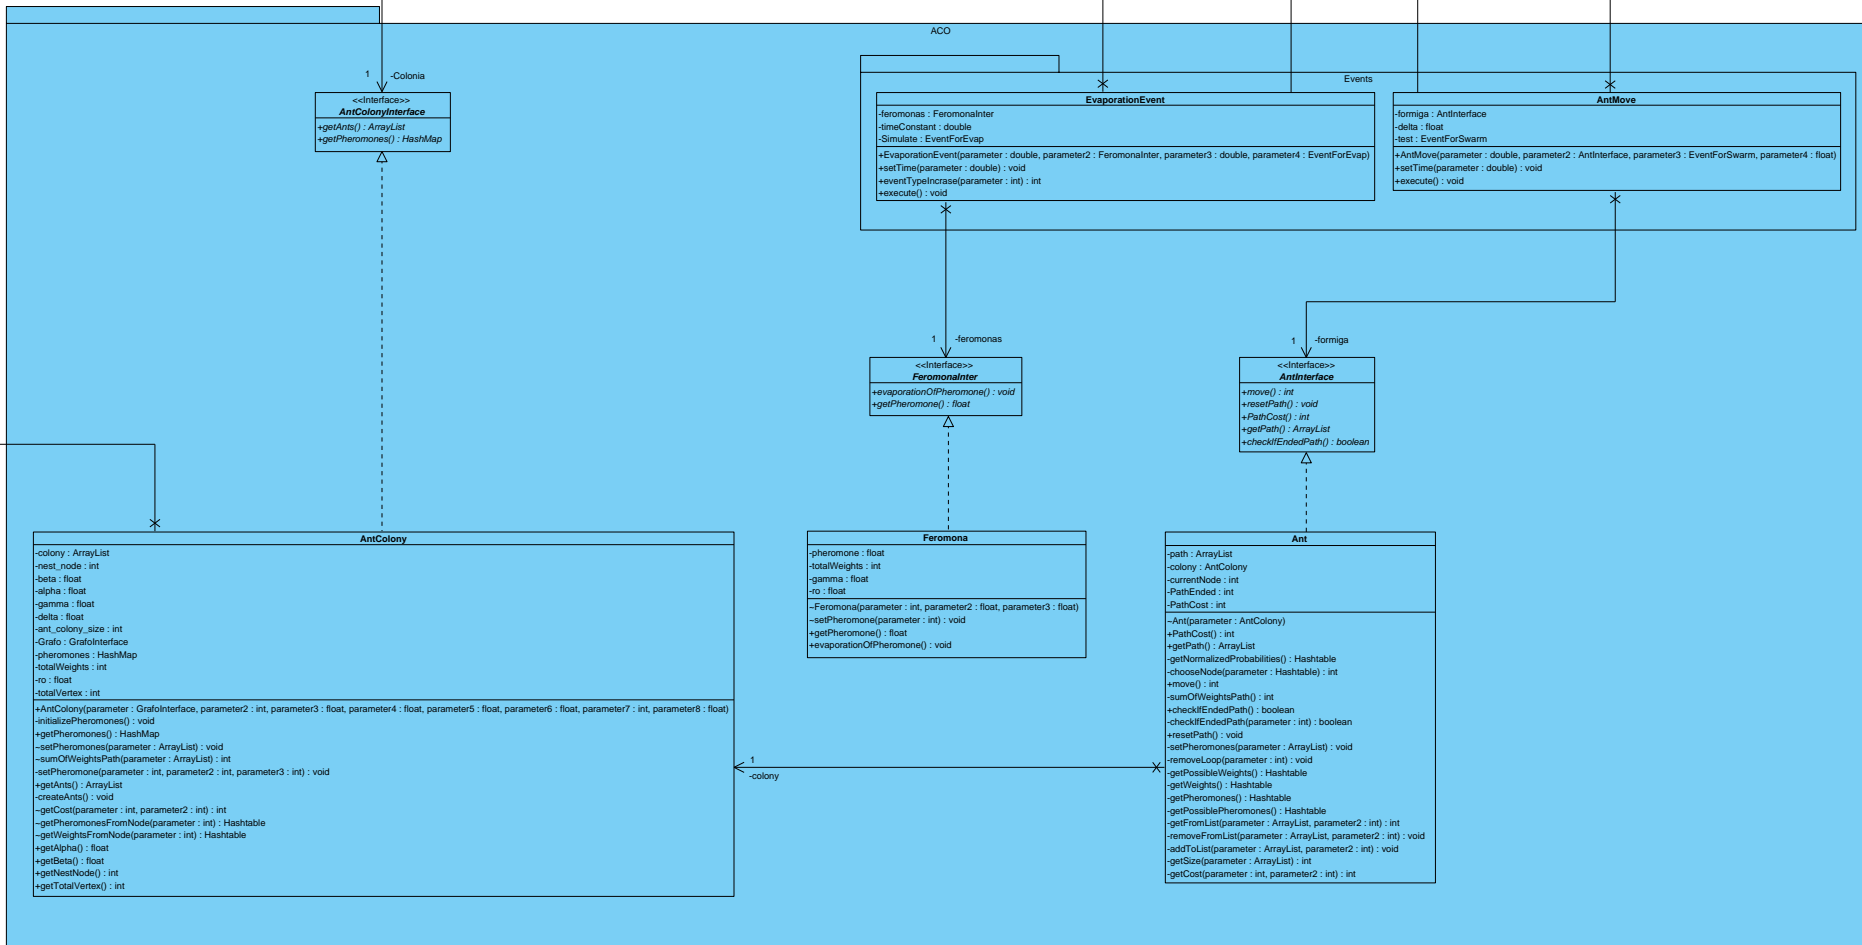 ACO
1 -Colonia
<<Interface>>
AntColonyInterface
+getAnts() : ArrayList
+getPheromones() : HashMap
Events
EvaporationEvent
-feromonas : FeromonaInter
-timeConstant : double
-Simulate : EventForEvap
+EvaporationEvent(parameter : double, parameter2 : FeromonaInter, parameter3 : double, parameter4 : EventForEvap)
+setTime(parameter : double) : void
+eventTypeIncrase(parameter : int) : int
+execute() : void
AntMove
-formiga : AntInterface
-delta : float
-test : EventForSwarm
+AntMove(parameter : double, parameter2 : AntInterface, parameter3 : EventForSwarm, parameter4 : float)
+setTime(parameter : double) : void
+execute() : void
1 -feromonas
<<Interface>>
FeromonaInter
+evaporationOfPheromone() : void
+getPheromone() : float
1 -formiga
<<Interface>>
AntInterface
+move() : int
+resetPath() : void
+PathCost() : int
+getPath() : ArrayList
+checkIfEndedPath() : boolean
AntColony
-colony : ArrayList
-nest_node : int
-beta : float
-alpha : float
-gamma : float
-delta : float
-ant_colony_size : int
-Grafo : GrafoInterface
-pheromones : HashMap
-totalWeights : int
-ro : float
-totalVertex : int
+AntColony(parameter : GrafoInterface, parameter2 : int, parameter3 : float, parameter4 : float, parameter5 : float, parameter6 : float, parameter7 : int, parameter8 : float)
-initializePheromones() : void
+getPheromones() : HashMap
~setPheromones(parameter : ArrayList) : void
~sumOfWeightsPath(parameter : ArrayList) : int
-setPheromone(parameter : int, parameter2 : int, parameter3 : int) : void
+getAnts() : ArrayList
-createAnts() : void
~getCost(parameter : int, parameter2 : int) : int
~getPheromonesFromNode(parameter : int) : Hashtable
~getWeightsFromNode(parameter : int) : Hashtable
+getAlpha() : float
+getBeta() : float
+getNestNode() : int
+getTotalVertex() : int
Feromona
-pheromone : float
-totalWeights : int
-gamma : float
-ro : float
~Feromona(parameter : int, parameter2 : float, parameter3 : float)
~setPheromone(parameter : int) : void
+getPheromone() : float
+evaporationOfPheromone() : void
Ant
-path : ArrayList
-colony : AntColony
-currentNode : int
-PathEnded : int
-PathCost : int
~Ant(parameter : AntColony)
+PathCost() : int
+getPath() : ArrayList
-getNormalizedProbabilities() : Hashtable
-chooseNode(parameter : Hashtable) : int
+move() : int
-sumOfWeightsPath() : int
+checkIfEndedPath() : boolean
-checkIfEndedPath(parameter : int) : boolean
+resetPath() : void
-setPheromones(parameter : ArrayList) : void
-removeLoop(parameter : int) : void
-getPossibleWeights() : Hashtable
-getWeights() : Hashtable
-getPheromones() : Hashtable
-getPossiblePheromones() : Hashtable
-getFromList(parameter : ArrayList, parameter2 : int) : int
-removeFromList(parameter : ArrayList, parameter2 : int) : void
-addToList(parameter : ArrayList, parameter2 : int) : void
-getSize(parameter : ArrayList) : int
-getCost(parameter : int, parameter2 : int) : int
1
-colony